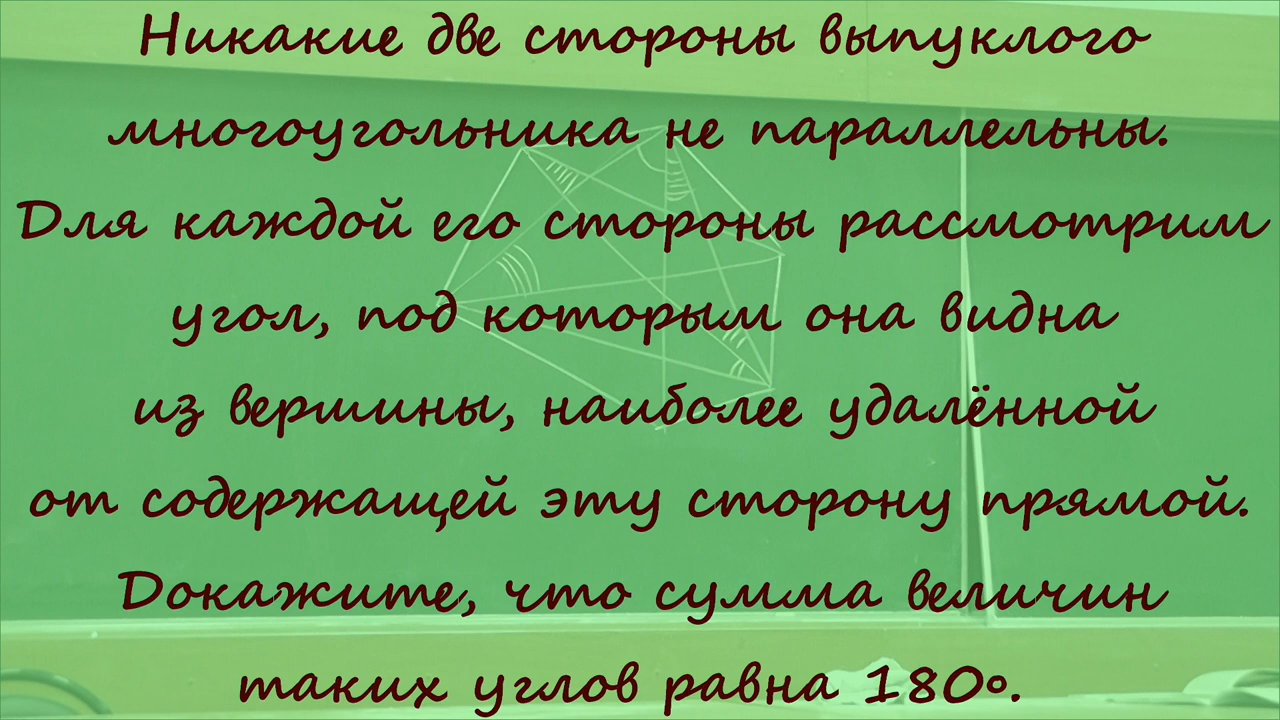 Никакие две стороны выпуклого
многоугольника не параллельны.
Для каждой его стороны рассмотрим
угол, под которым она видна
из вершины, наиболее удалённой
от содержащей эту сторону прямой.
Докажите, что сумма величин
таких углов равна 180°.